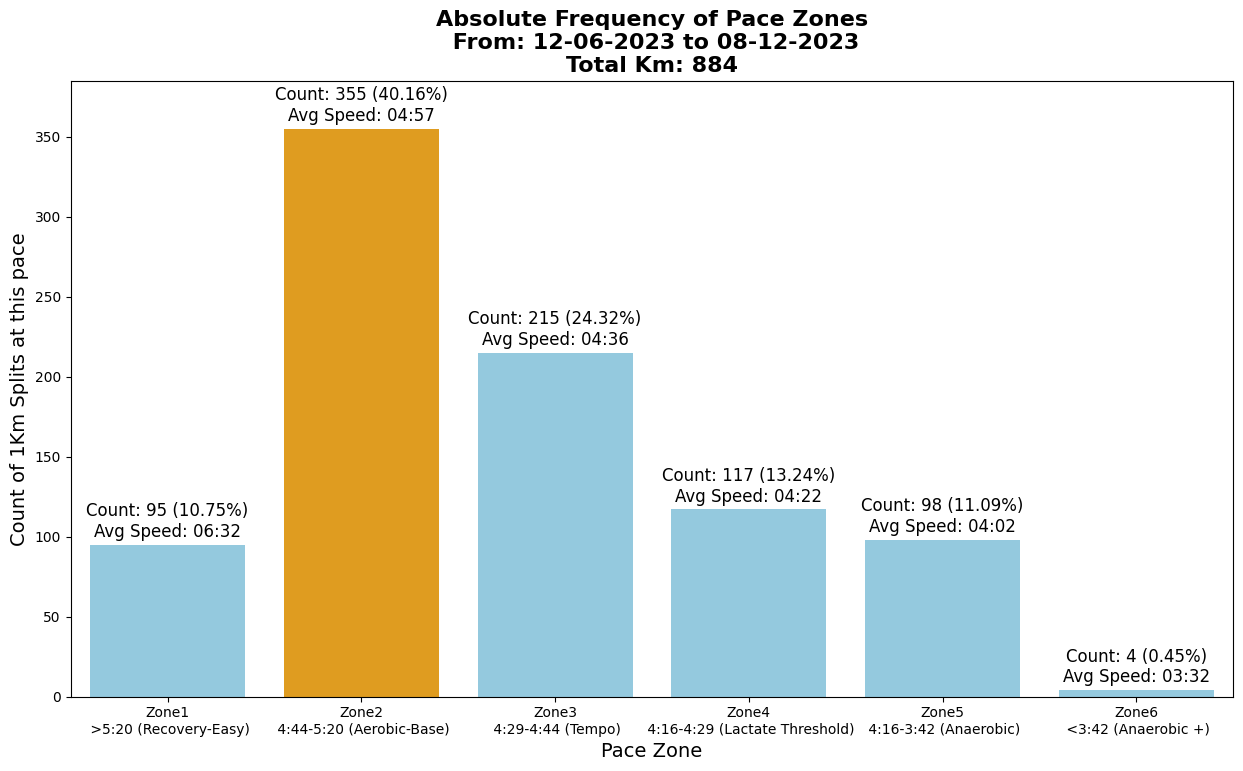 Absolute Frequency of Pace Zones
From: 12-06-2023 to 08-12-2023
Total Km: 884
Count: 355 (40.16%)
Avg Speed: 04:57
Count: 215 (24.32%)
Avg Speed: 04:36
Count: 117 (13.24%)
Avg Speed: 04:22
Count: 95 (10.75%)
Avg Speed: 06:32
Count: 98 (11.09%)
Avg Speed: 04:02
Count: 4 (0.45%)
Avg Speed: 03:32
Count of 1Km Splits at this pace
350
300
250
200
150
100
50
0
Zone1
>5:20 (Recovery-Easy)
Zone2
4:44-5:20 (Aerobic-Base)
Zone3
4:29-4:44 (Tempo)
Zone4
4:16-4:29 (Lactate Threshold)
Zone5
4:16-3:42 (Anaerobic)
Zone6
<3:42 (Anaerobic +)
Pace Zone